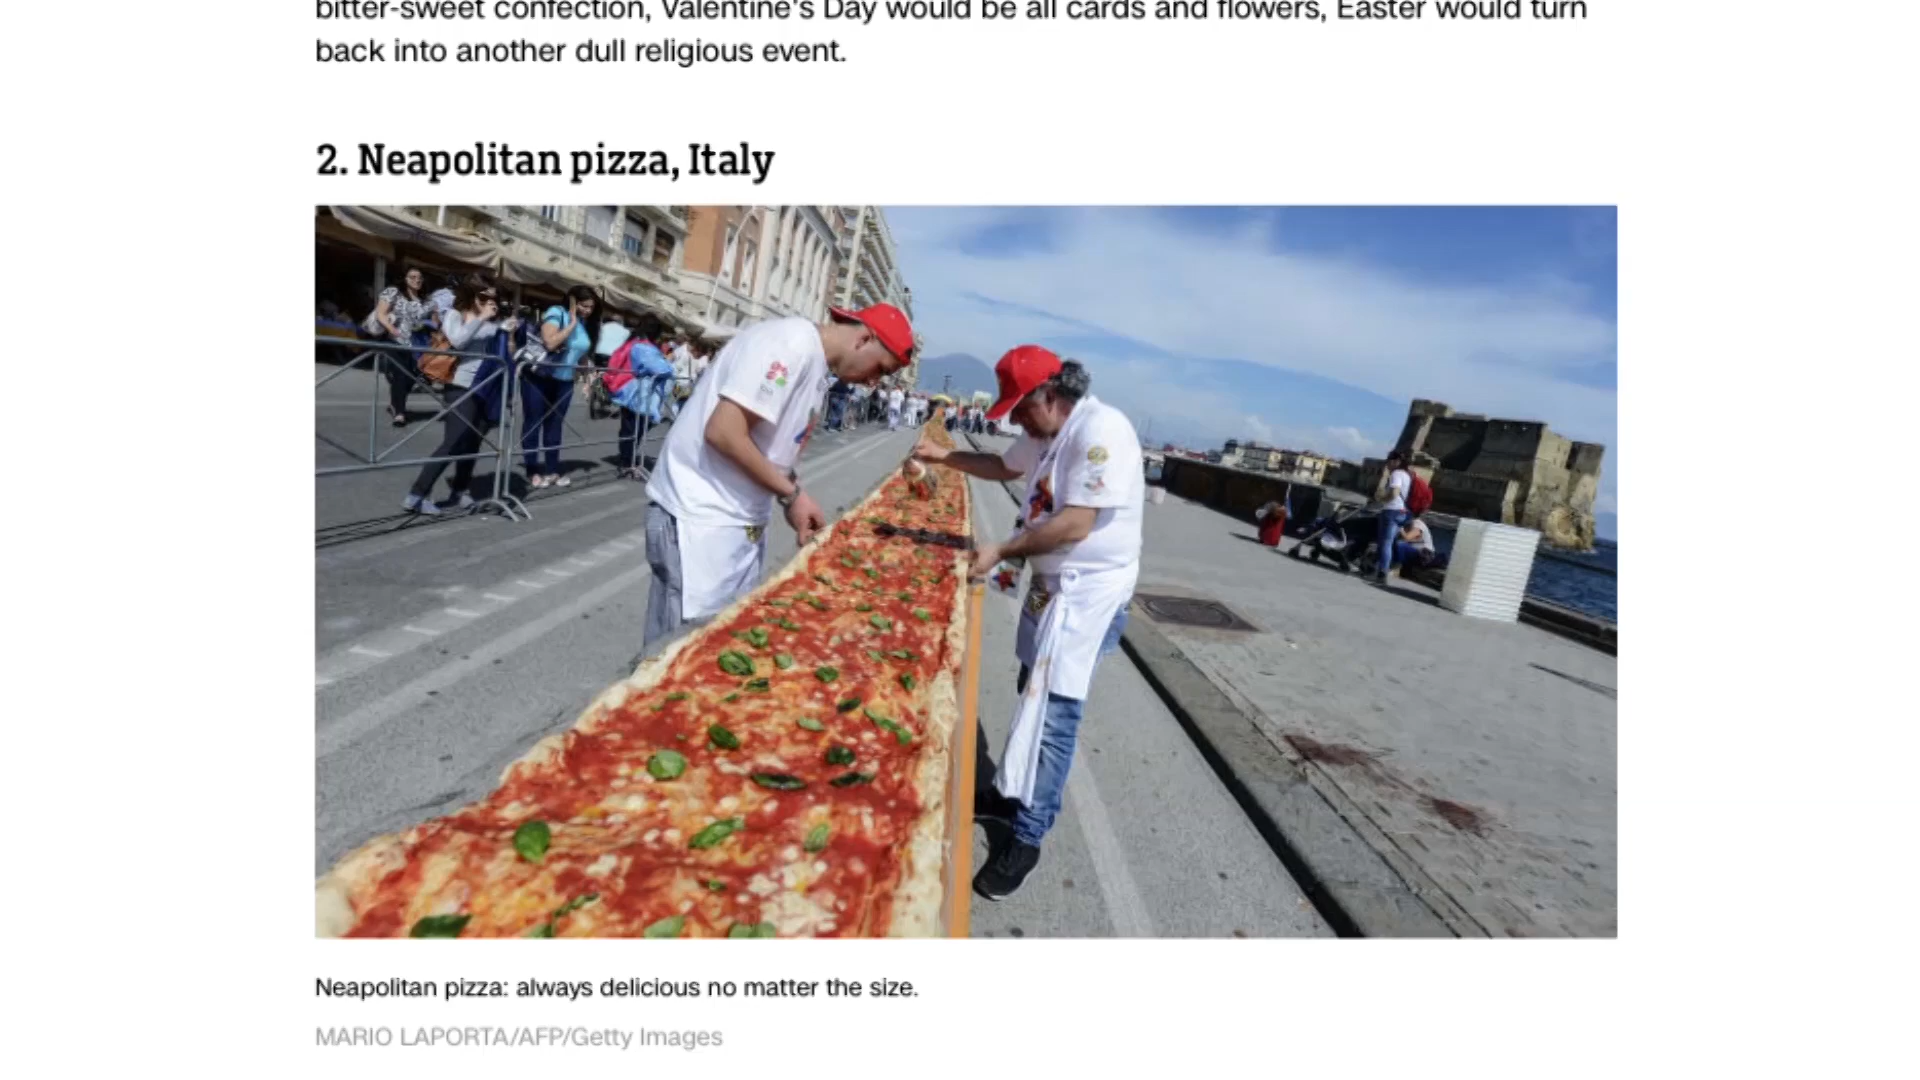 bitter-sweet confection, Valentine's Day would be all cards and flowers, Easter would turn
back into another dull religious event.
2. Neapolitan pizza, Italy
Neapolitan pizza: always delicious no matter the size.
MARIO LAPORTA/AFP/Getty Images